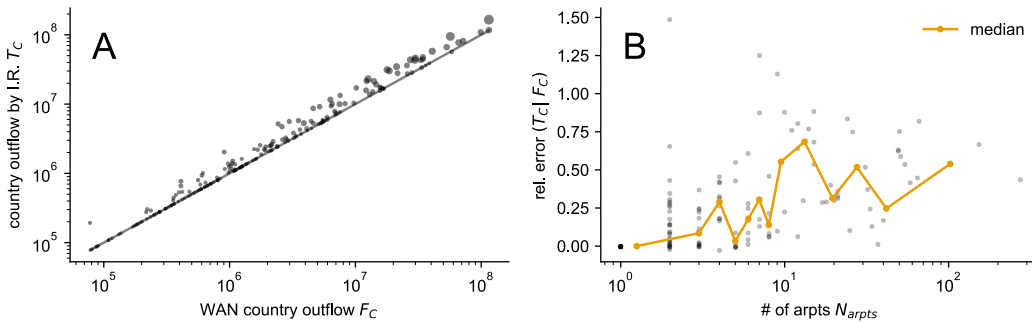 A
country outflow by I.R. T_C
10^8
10^7
10^6
10^5
10^5
10^6
10^7
10^8
WAN country outflow F_C
B
median
rel. error (T_C| F_C)
1.50
1.25
1.00
0.75
0.50
0.25
0.00
10^0
10^1
10^2
# of arpts N_arpts